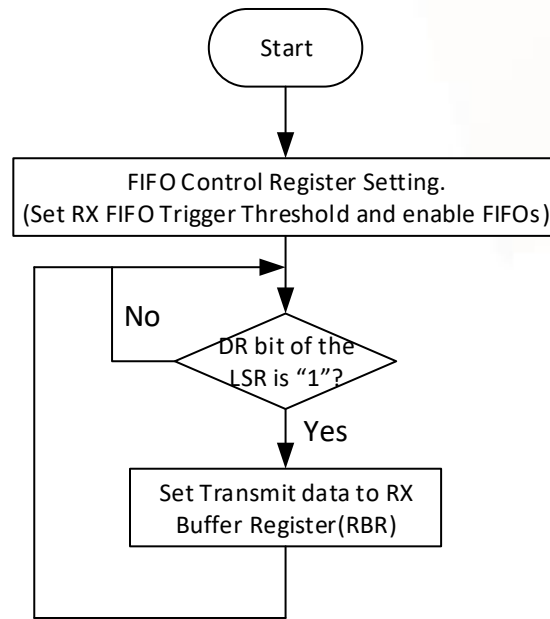 Start
FIFO Control Register Setting.
(Set RX FIFO Trigger Threshold and enable FIFOs)
No
DR bit of the
LSR is “1”?
Yes
Set Transmit data to RX
Buffer Register(RBR)